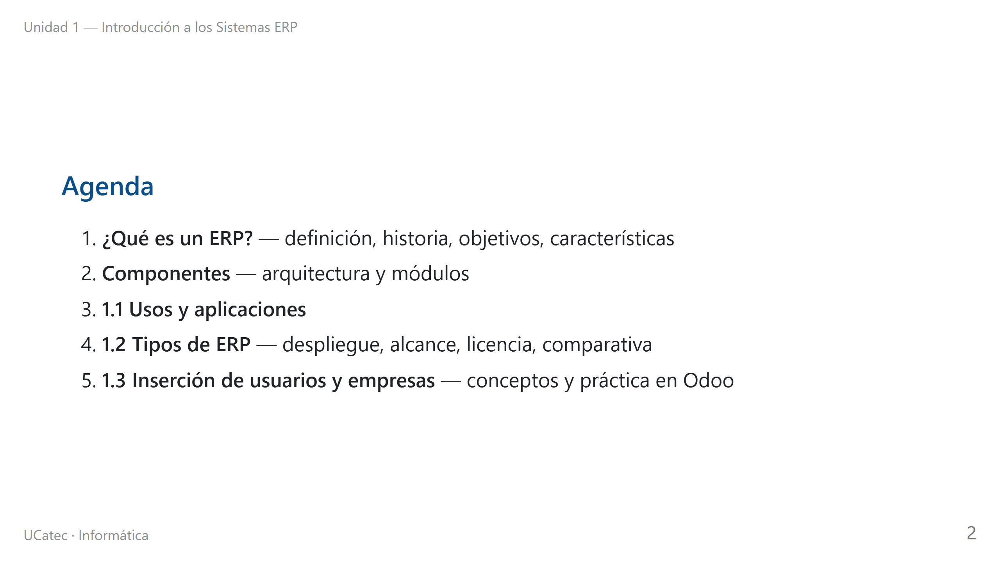 Unidad 1 — Introducción a los Sistemas ERP
Agenda
1. ¿Qué es un ERP? — definición, historia, objetivos, características
2. Componentes — arquitectura y módulos
3. 1.1 Usos y aplicaciones
4. 1.2 Tipos de ERP — despliegue, alcance, licencia, comparativa
5. 1.3 Inserción de usuarios y empresas — conceptos y práctica en Odoo
UCatec · Informática
2